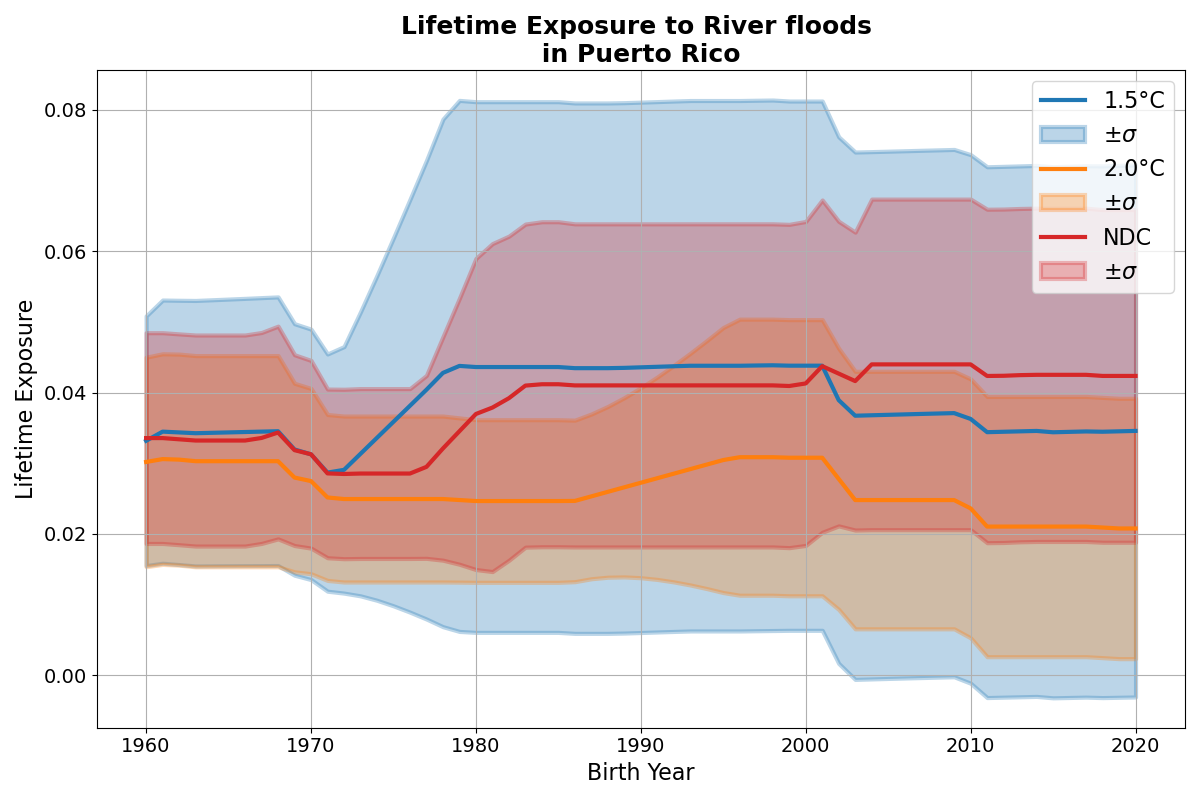 Lifetime Exposure to River floods
in Puerto Rico
Lifetime Exposure
0.08
0.06
0.04
0.02
0.00
1960 1970 1980 1990 2000 2010 2020
Birth Year
1.5°C
±σ
2.0°C
±σ
NDC
±σ